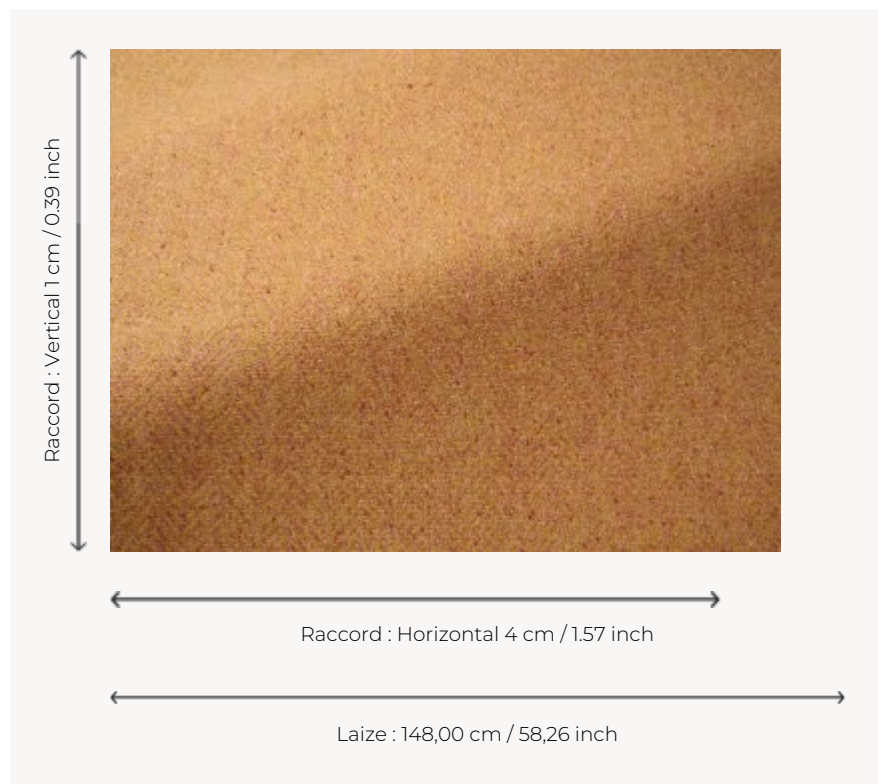 Raccord : Vertical 1 cm / 0.39 inch
Raccord : Horizontal 4 cm / 1.57 inch
Laize : 148,00 cm / 58,26 inch